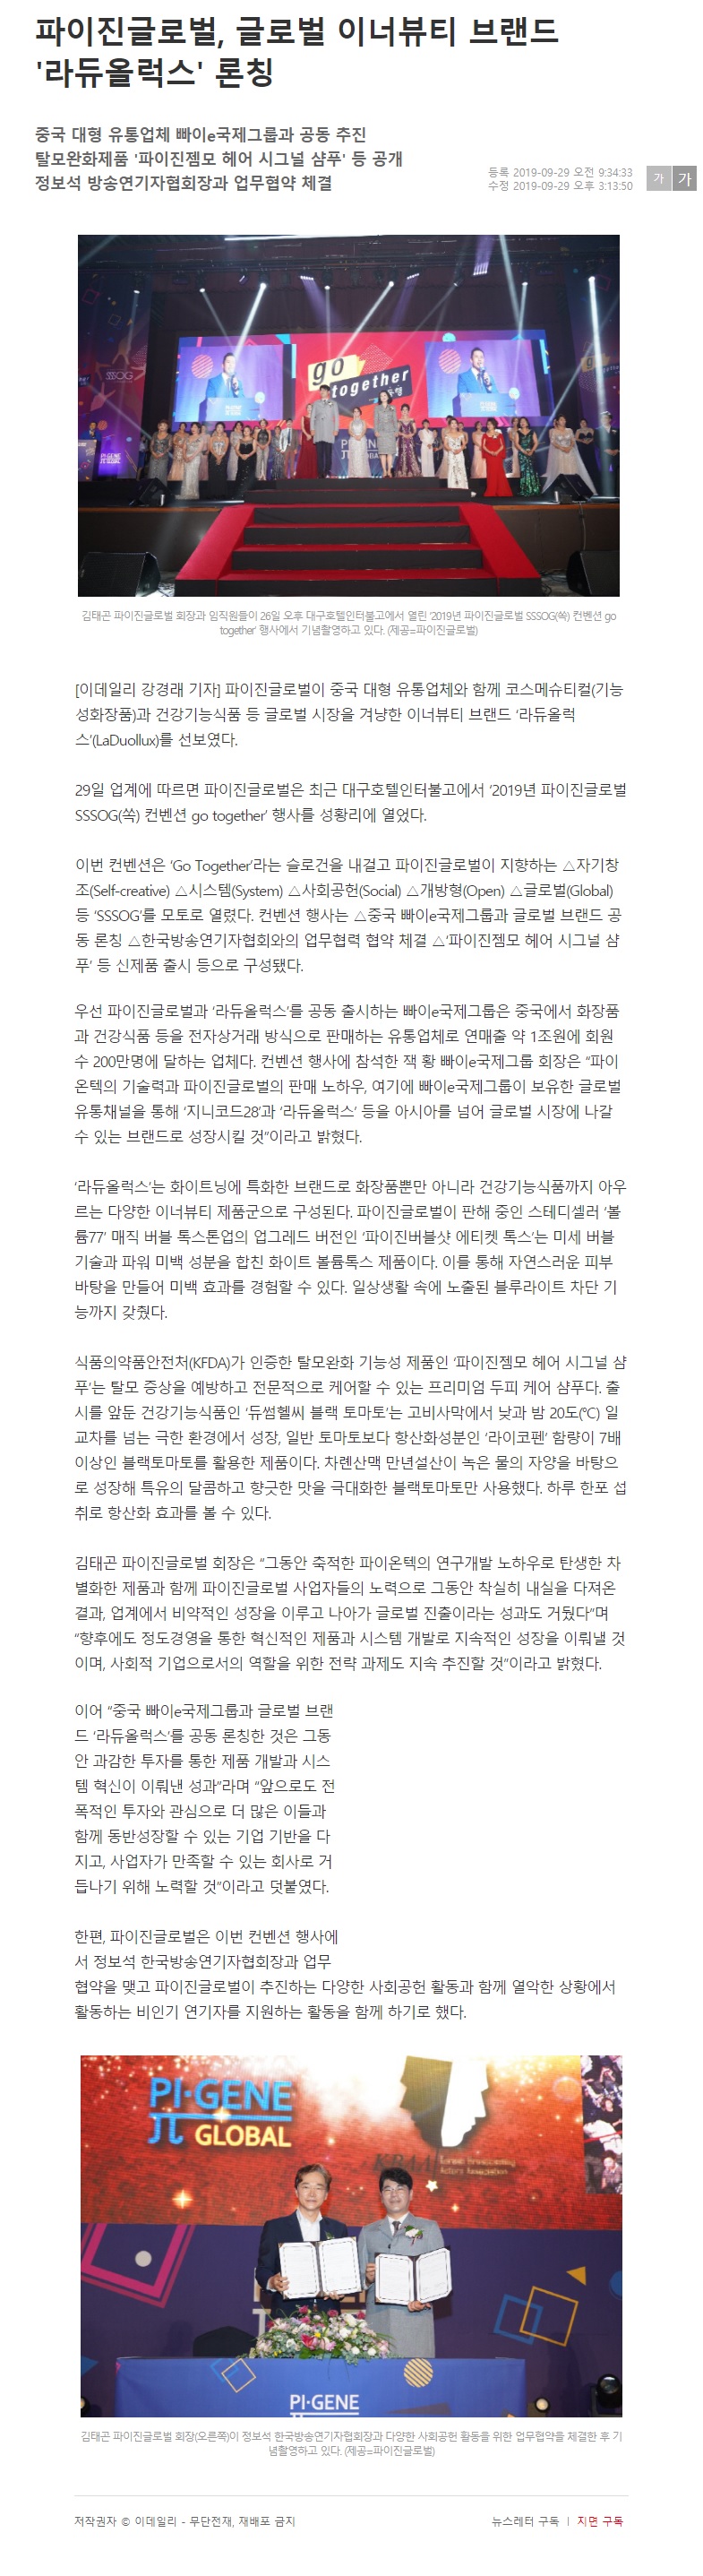 파이진글로벌, 글로벌 이너뷰티 브랜드
'라듀올럭스' 론칭
중국 대형 유통업체 빠이e국제그룹과 공동 추진
탈모완화제품 '파이진젬모 헤어 시그널 샴푸' 등 공개
정보석 방송연기자협회장과 업무협약 체결
등록 2019-09-29 오전 9:34:33
수정 2019-09-29 오후 3:13:50
가 가
SSSOG
go
together
PI·GENE
GLOBAL
김태곤 파이진글로벌 회장과 임직원들이 26일 오후 대구호텔인터불고에서 열린 '2019년 파이진글로벌 SSSOG(쏙) 컨벤션 go
together' 행사에서 기념촬영하고 있다. (제공=파이진글로벌)
[이데일리 강경래 기자] 파이진글로벌이 중국 대형 유통업체와 함께 코스메슈티컬(기능
성화장품)과 건강기능식품 등 글로벌 시장을 겨냥한 이너뷰티 브랜드 ‘라듀올럭
스’(LaDuollux)를 선보였다.
29일 업계에 따르면 파이진글로벌은 최근 대구호텔인터불고에서 ‘2019년 파이진글로벌
SSSOG(쏙) 컨벤션 go together’ 행사를 성황리에 열었다.
이번 컨벤션은 ‘Go Together’라는 슬로건을 내걸고 파이진글로벌이 지향하는 △자기창
조(Self-creative) △시스템(System) △사회공헌(Social) △개방형(Open) △글로벌(Global)
등 ‘SSSOG’를 모토로 열렸다. 컨벤션 행사는 △중국 빠이e국제그룹과 글로벌 브랜드 공
동 론칭 △한국방송연기자협회와의 업무협력 협약 체결 △‘파이진젬모 헤어 시그널 샴
푸’ 등 신제품 출시 등으로 구성됐다.
우선 파이진글로벌과 ‘라듀올럭스’를 공동 출시하는 빠이e국제그룹은 중국에서 화장품
과 건강식품 등을 전자상거래 방식으로 판매하는 유통업체로 연매출 약 1조원에 회원
수 200만명에 달하는 업체다. 컨벤션 행사에 참석한 잭 황 빠이e국제그룹 회장은 “파이
온텍의 기술력과 파이진글로벌의 판매 노하우, 여기에 빠이e국제그룹이 보유한 글로벌
유통채널을 통해 ‘지니코드28’과 ‘라듀올럭스’ 등을 아시아를 넘어 글로벌 시장에 나갈
수 있는 브랜드로 성장시킬 것”이라고 밝혔다.
‘라듀올럭스’는 화이트닝에 특화한 브랜드로 화장품뿐만 아니라 건강기능식품까지 아우
르는 다양한 이너뷰티 제품군으로 구성된다. 파이진글로벌이 판해 중인 스테디셀러 ‘볼
륨77’ 매직 버블 톡스톤업의 업그레드 버전인 ‘파이진버블샷 에티켓 톡스’는 미세 버블
기술과 파워 미백 성분을 합친 화이트 볼륨톡스 제품이다. 이를 통해 자연스러운 피부
바탕을 만들어 미백 효과를 경험할 수 있다. 일상생활 속에 노출된 블루라이트 차단 기
능까지 갖췄다.
식품의약품안전처(KFDA)가 인증한 탈모완화 기능성 제품인 ‘파이진젬모 헤어 시그널 샴
푸’는 탈모 증상을 예방하고 전문적으로 케어할 수 있는 프리미엄 두피 케어 샴푸다. 출
시를 앞둔 건강기능식품인 ‘듀썸헬씨 블랙 토마토’는 고비사막에서 낮과 밤 20도(℃) 일
교차를 넘는 극한 환경에서 성장, 일반 토마토보다 항산화성분인 ‘라이코펜’ 함량이 7배
이상인 블랙토마토를 활용한 제품이다. 차롄산맥 만년설산이 녹은 물의 자양을 바탕으
로 성장해 특유의 달콤하고 향긋한 맛을 극대화한 블랙토마토만 사용했다. 하루 한포 섭
취로 항산화 효과를 볼 수 있다.
김태곤 파이진글로벌 회장은 “그동안 축적한 파이온텍의 연구개발 노하우로 탄생한 차
별화한 제품과 함께 파이진글로벌 사업자들의 노력으로 그동안 착실히 내실을 다져온
결과, 업계에서 비약적인 성장을 이루고 나아가 글로벌 진출이라는 성과도 거뒀다”며
“향후에도 정도경영을 통한 혁신적인 제품과 시스템 개발로 지속적인 성장을 이뤄낼 것
이며, 사회적 기업으로서의 역할을 위한 전략 과제도 지속 추진할 것”이라고 밝혔다.
이어 “중국 빠이e국제그룹과 글로벌 브랜
드 ‘라듀올럭스’를 공동 론칭한 것은 그동
안 과감한 투자를 통한 제품 개발과 시스
템 혁신이 이뤄낸 성과”라며 “앞으로도 전
폭적인 투자와 관심으로 더 많은 이들과
함께 동반성장할 수 있는 기업 기반을 다
지고, 사업자가 만족할 수 있는 회사로 거
듭나기 위해 노력할 것”이라고 덧붙였다.
한편, 파이진글로벌은 이번 컨벤션 행사에
서 정보석 한국방송연기자협회장과 업무
협약을 맺고 파이진글로벌이 추진하는 다양한 사회공헌 활동과 함께 열악한 상황에서
활동하는 비인기 연기자를 지원하는 활동을 함께 하기로 했다.
PI·GENE
GLOBAL
Korean Broadcasting
Actors Association
PI·GENE
김태곤 파이진글로벌 회장(오른쪽)이 정보석 한국방송연기자협회장과 다양한 사회공헌 활동을 위한 업무협약을 체결한 후 기
념촬영하고 있다. (제공=파이진글로벌)
저작권자 © 이데일리 - 무단전재, 재배포 금지
뉴스레터 구독 | 지면 구독